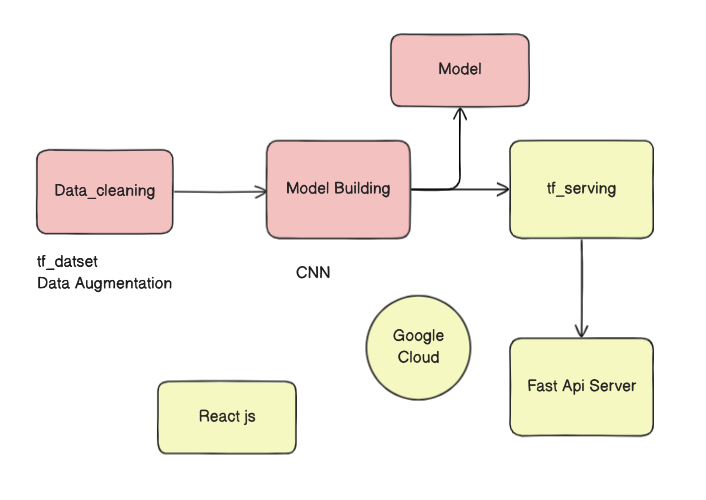 Model
Data_cleaning
Model Building
tf_serving
tf_datset
Data Augmentation
CNN
Google
Cloud
Fast Api Server
React js